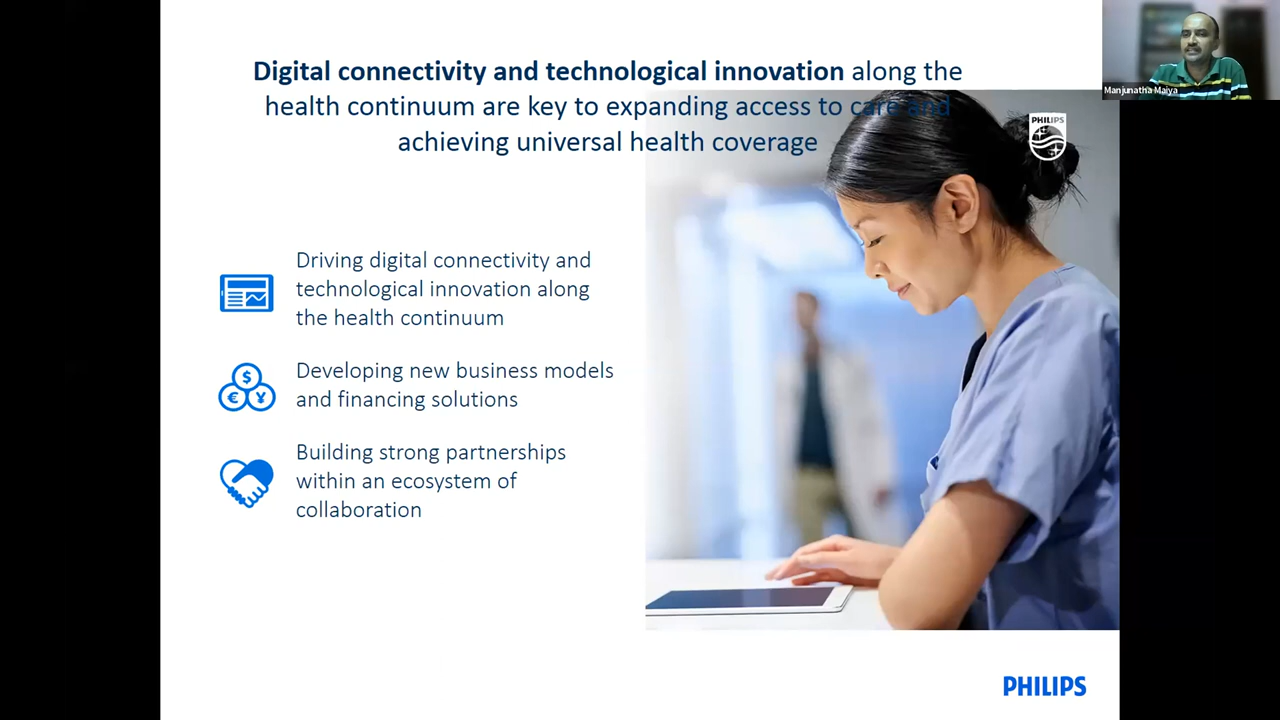 Digital connectivity and technological innovation along the
health continuum are key to expanding access to care and
achieving universal health coverage
Manjunatha Maiya
PHILIPS
Driving digital connectivity and
technological innovation along
the health continuum
$
€ ¥
Developing new business models
and financing solutions
Building strong partnerships
within an ecosystem of
collaboration
PHILIPS